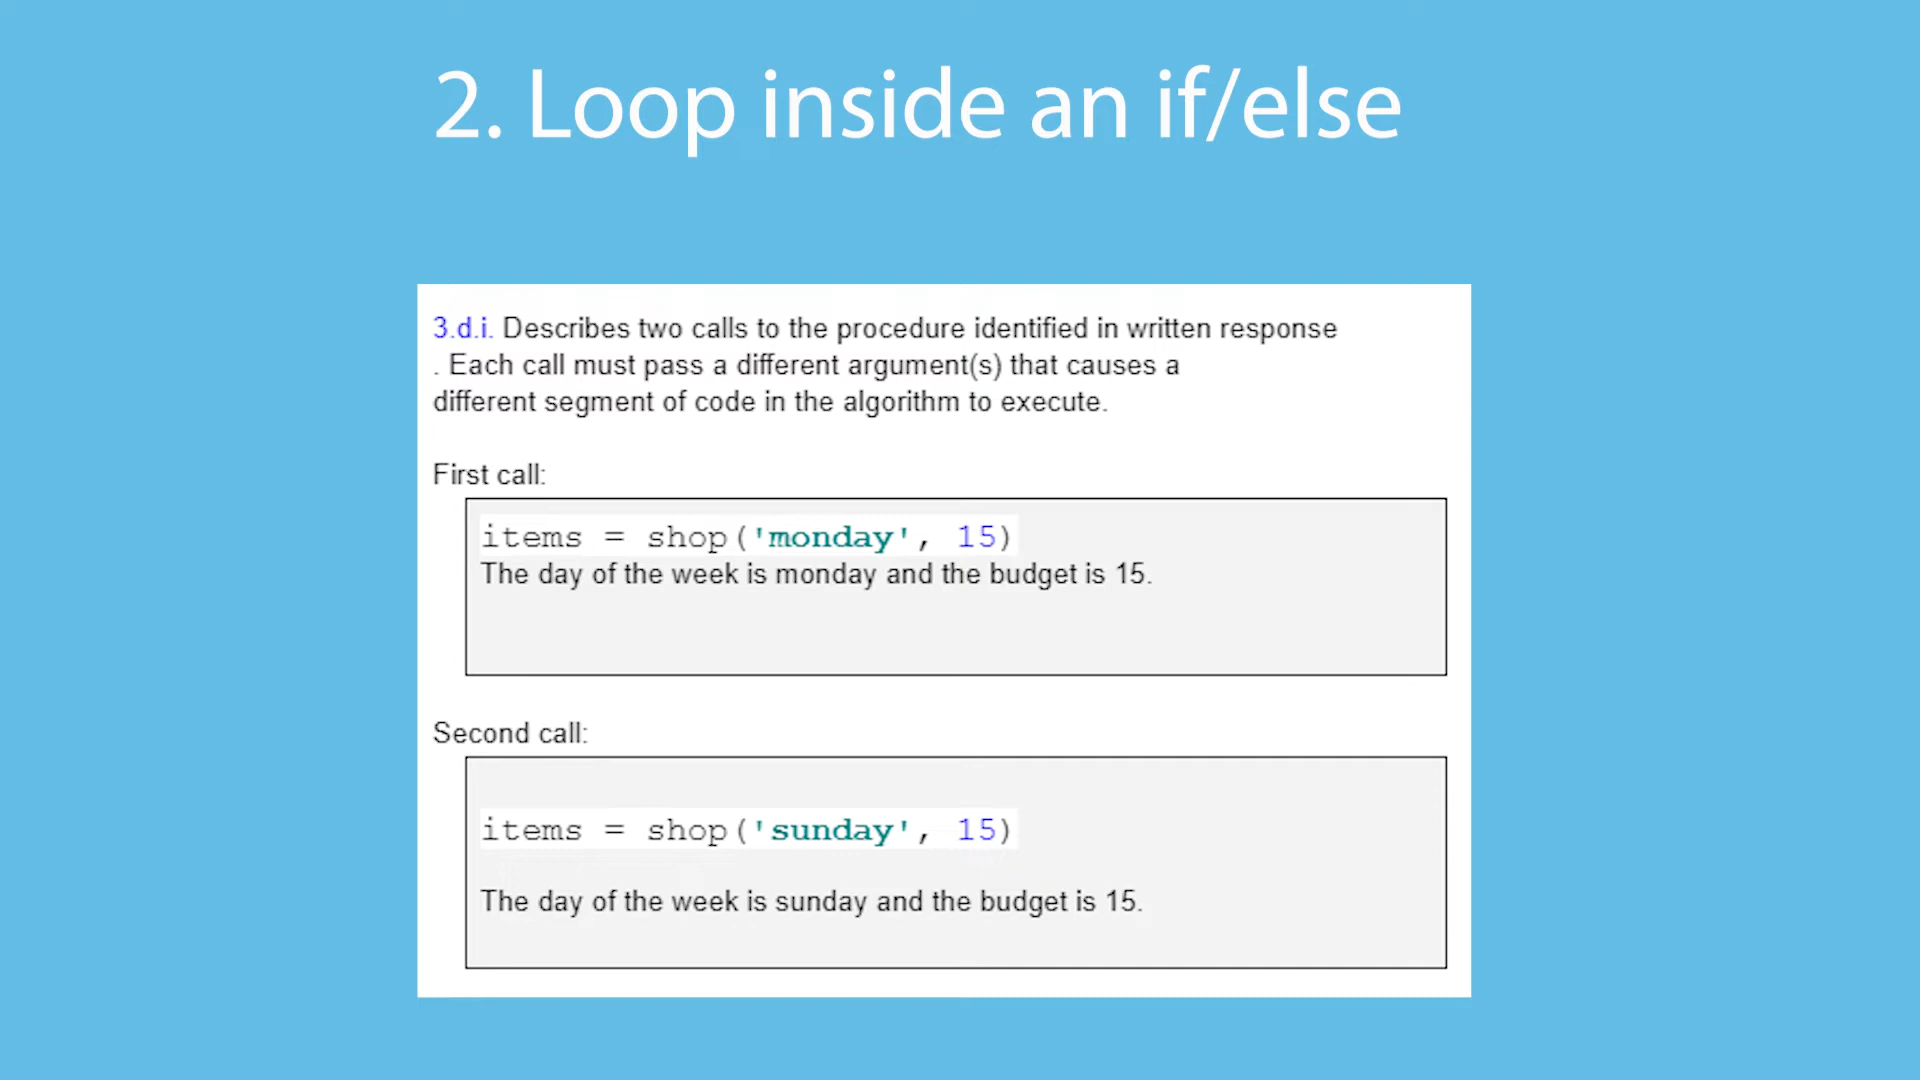 2. Loop inside an if/else
3.d.i. Describes two calls to the procedure identified in written response
. Each call must pass a different argument(s) that causes a
different segment of code in the algorithm to execute.
First call:
items = shop('monday', 15)
The day of the week is monday and the budget is 15.
Second call:
items = shop('sunday', 15)
The day of the week is sunday and the budget is 15.